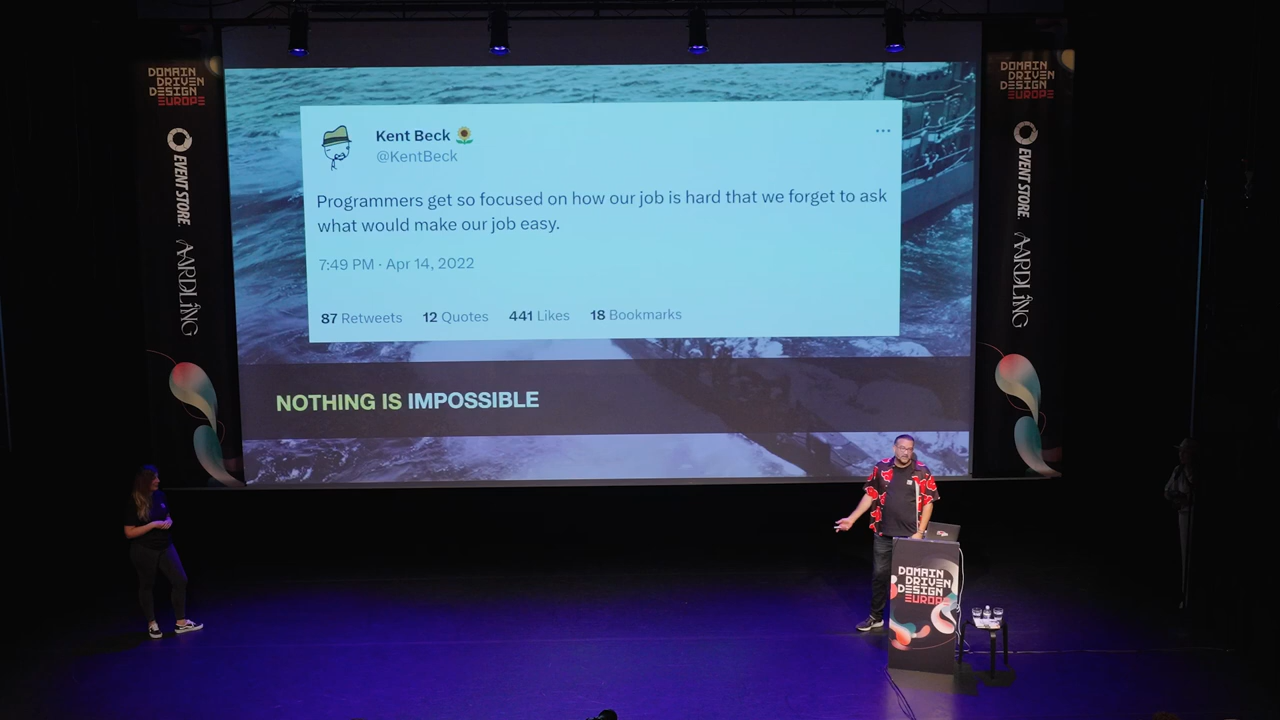 DOMAIN
DRIVEN
DESIGN
EUROPE
EVENT STORE.
AARDLING
Kent Beck
@KentBeck
Programmers get so focused on how our job is hard that we forget to ask
what would make our job easy.
7:49 PM · Apr 14, 2022
87 Retweets 12 Quotes 441 Likes 18 Bookmarks
NOTHING IS IMPOSSIBLE
DOMAIN
DRIVEN
DESIGN
EUROPE
EVENT STORE.
AARDLING
DOMAIN
DRIVEN
DESIGN
EUROPE